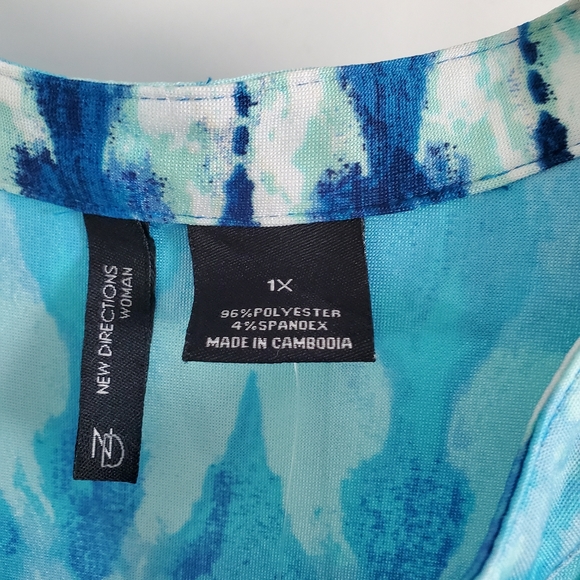 NEW DIRECTIONS
WOMAN
ND
1X
96%POLYESTER
4%SPANDEX
MADE IN CAMBODIA